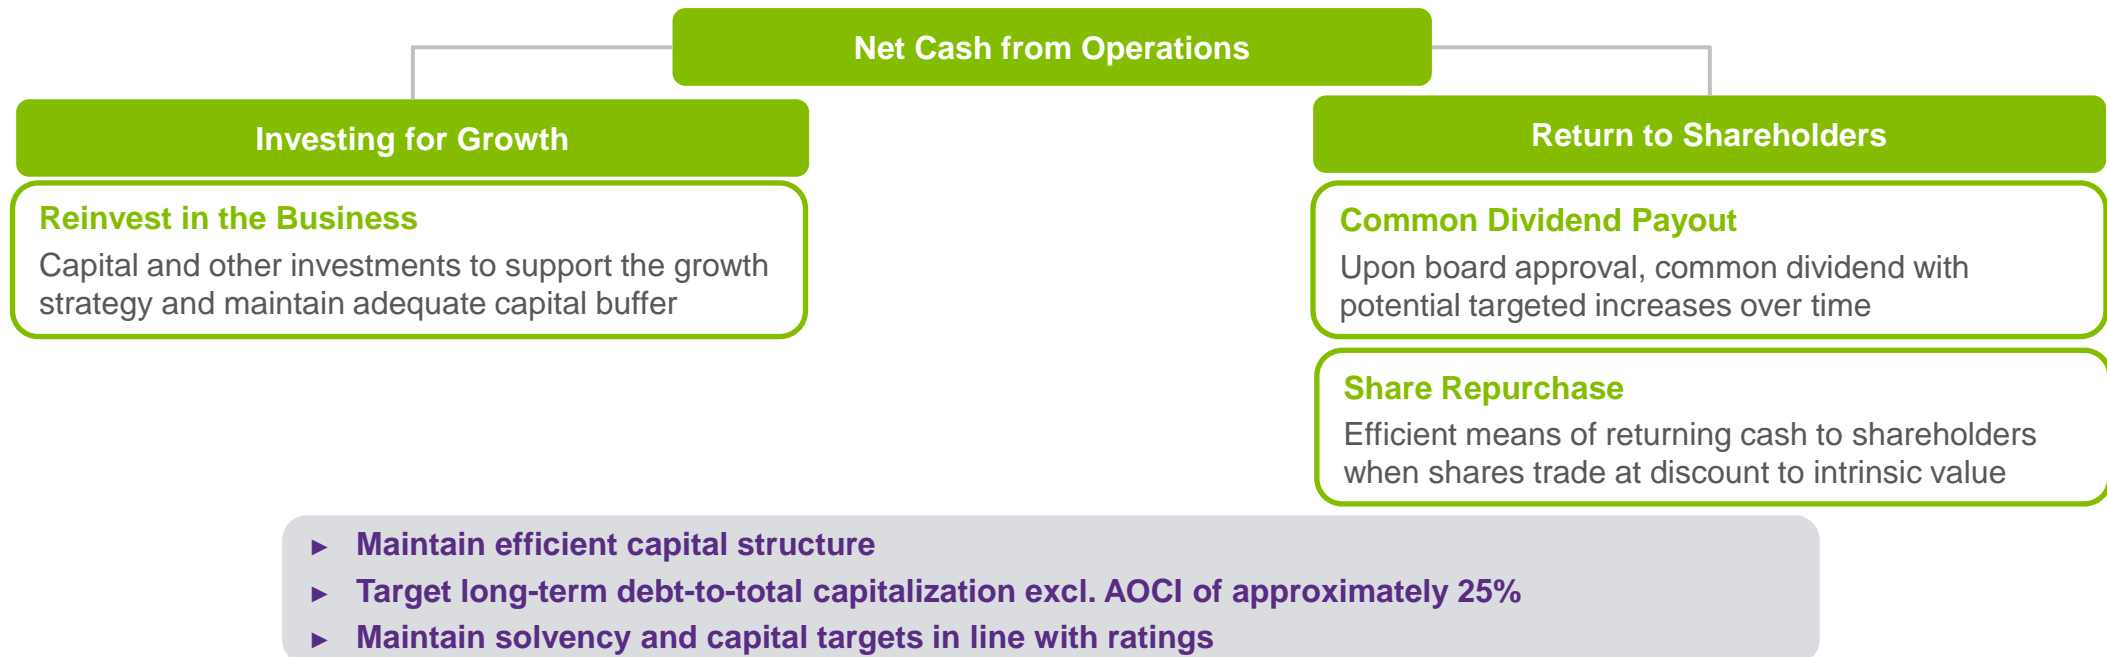 Net Cash from Operations
Investing for Growth
Reinvest in the Business
Capital and other investments to support the growth
strategy and maintain adequate capital buffer
Return to Shareholders
Common Dividend Payout
Upon board approval, common dividend with
potential targeted increases over time
Share Repurchase
Efficient means of returning cash to shareholders
when shares trade at discount to intrinsic value
► Maintain efficient capital structure
► Target long-term debt-to-total capitalization excl. AOCI of approximately 25%
► Maintain solvency and capital targets in line with ratings